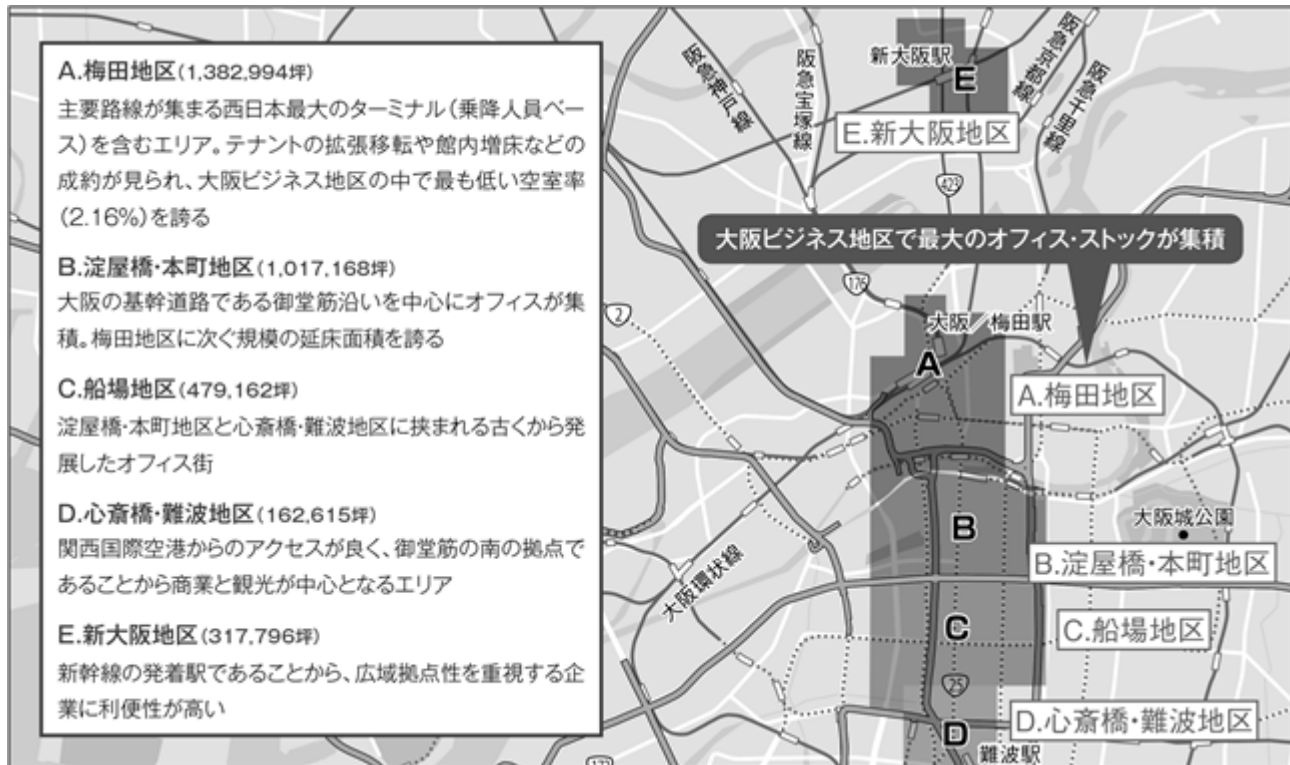 A.梅田地区(1,382,994坪)
主要路線が集まる西日本最大のターミナル(乗降人員ベー
ス)を含むエリア。テナントの拡張移転や館内増床などの
成約が見られ、大阪ビジネス地区の中で最も低い空室率
(2.16%)を誇る
B.淀屋橋・本町地区(1,017,168坪)
大阪の基幹道路である御堂筋沿いを中心にオフィスが集
積。梅田地区に次ぐ規模の延床面積を誇る
C.船場地区(479,162坪)
淀屋橋・本町地区と心斎橋・難波地区に挟まれる古くから発
展したオフィス街
D.心斎橋・難波地区(162,615坪)
関西国際空港からのアクセスが良く、御堂筋の南の拠点で
あることから商業と観光が中心となるエリア
E.新大阪地区(317,796坪)
新幹線の発着駅であることから、広域拠点性を重視する企
業に利便性が高い
阪急神戸線
阪急宝塚線
新大阪駅
E
阪急京都線
阪急千里線
E.新大阪地区
423
大阪ビジネス地区で最大のオフィス・ストックが集積
176
2
大阪/梅田駅
A
A.梅田地区
B
大阪城公園
B.淀屋橋・本町地区
大阪環状線
C
C.船場地区
25
D
D.心斎橋・難波地区
難波駅